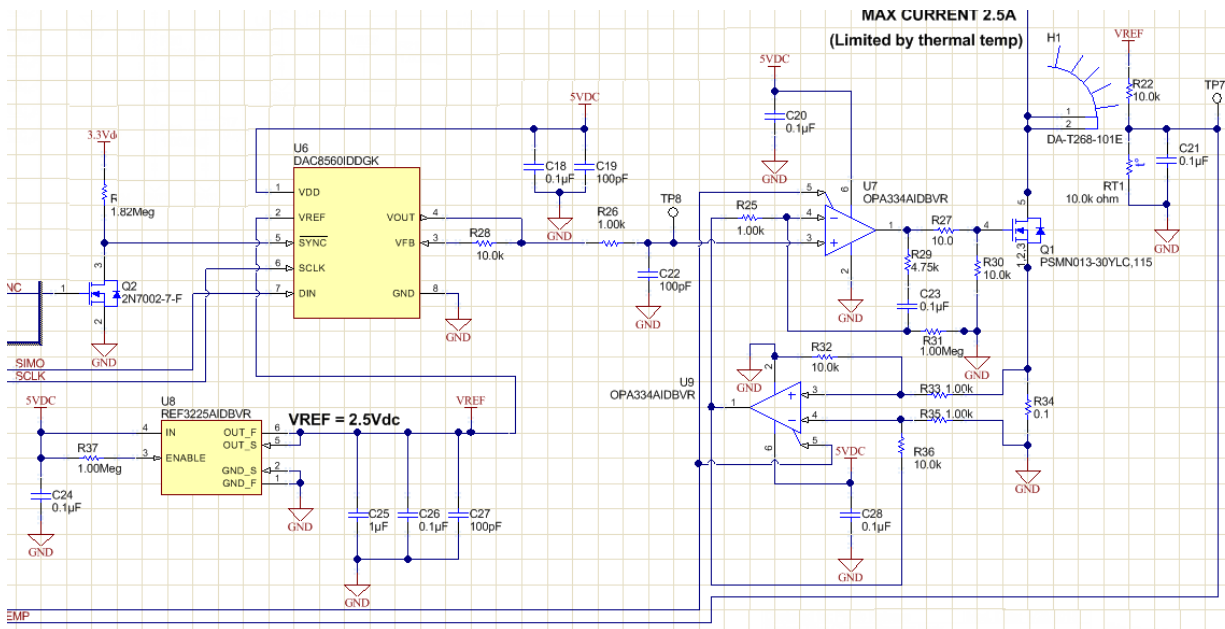 MAX CURRENT 2.5A
(Limited by thermal temp)
H1
VREF
R22
10.0k
TP7
1
2
DA-T268-101E
C21
0.1µF
t°
RT1
10.0k ohm
GND
5VDC
C20
0.1µF
GND
5VDC
C18
0.1µF
C19
100pF
GND
3.3Vd
R
1.82Meg
U6
DAC8560IDDGK
1
VDD
2
VREF
5
SYNC
6
SCLK
7
DIN
VOUT
4
VFB
3
GND
8
GND
R28
10.0k
R26
1.00k
TP8
C22
100pF
GND
R25
1.00k
U7
OPA334AIDBVR
5
6
4
3
1
2
GND
R27
10.0
R29
4.75k
C23
0.1µF
R30
10.0k
R31
1.00Meg
GND
4
5
1,2,3
Q1
PSMN013-30YLC,115
NC
1
3
2
Q2
2N7002-7-F
GND
SIMO
SCLK
R32
10.0k
GND
U9
OPA334AIDBVR
2
1
3
4
5
6
R33 1.00k
R35 1.00k
R34
0.1
GND
R36
10.0k
5VDC
C28
0.1µF
GND
5VDC
R37
1.00Meg
C24
0.1µF
GND
U8
REF3225AIDBVR
4
IN
3
ENABLE
OUT_F
6
OUT_S
5
GND_S
2
GND_F
1
GND
VREF = 2.5Vdc
VREF
C25
1µF
C26
0.1µF
C27
100pF
GND
EMP